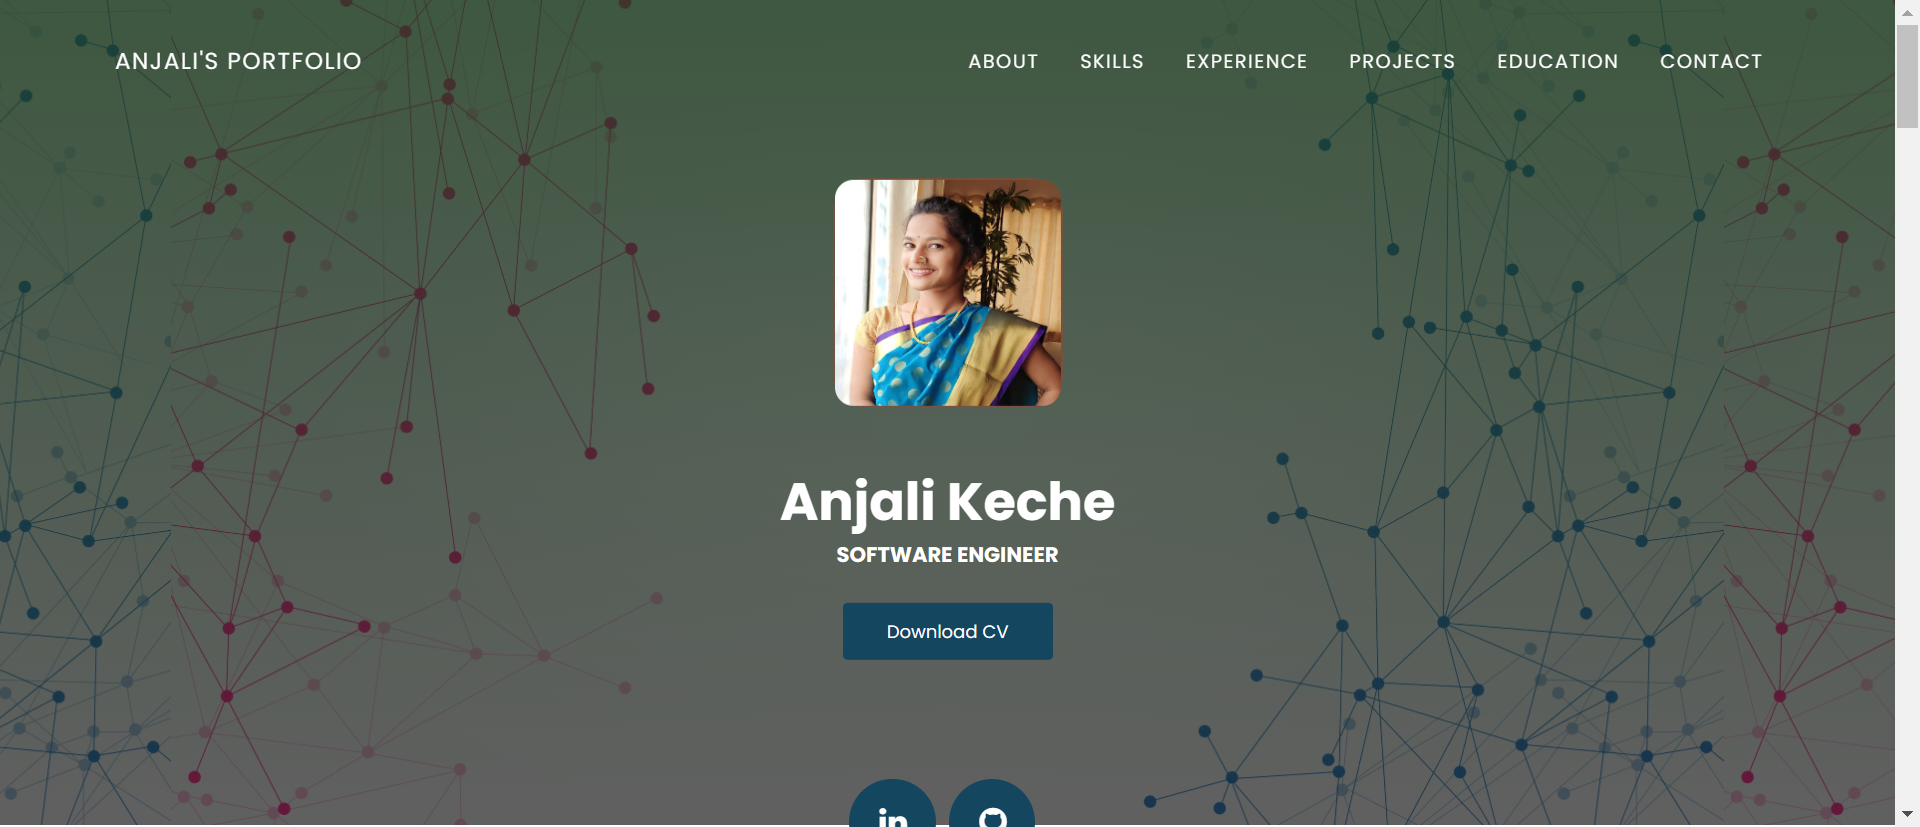 ANJALI'S PORTFOLIO
ABOUT SKILLS EXPERIENCE PROJECTS EDUCATION CONTACT
Anjali Keche
SOFTWARE ENGINEER
Download CV
in